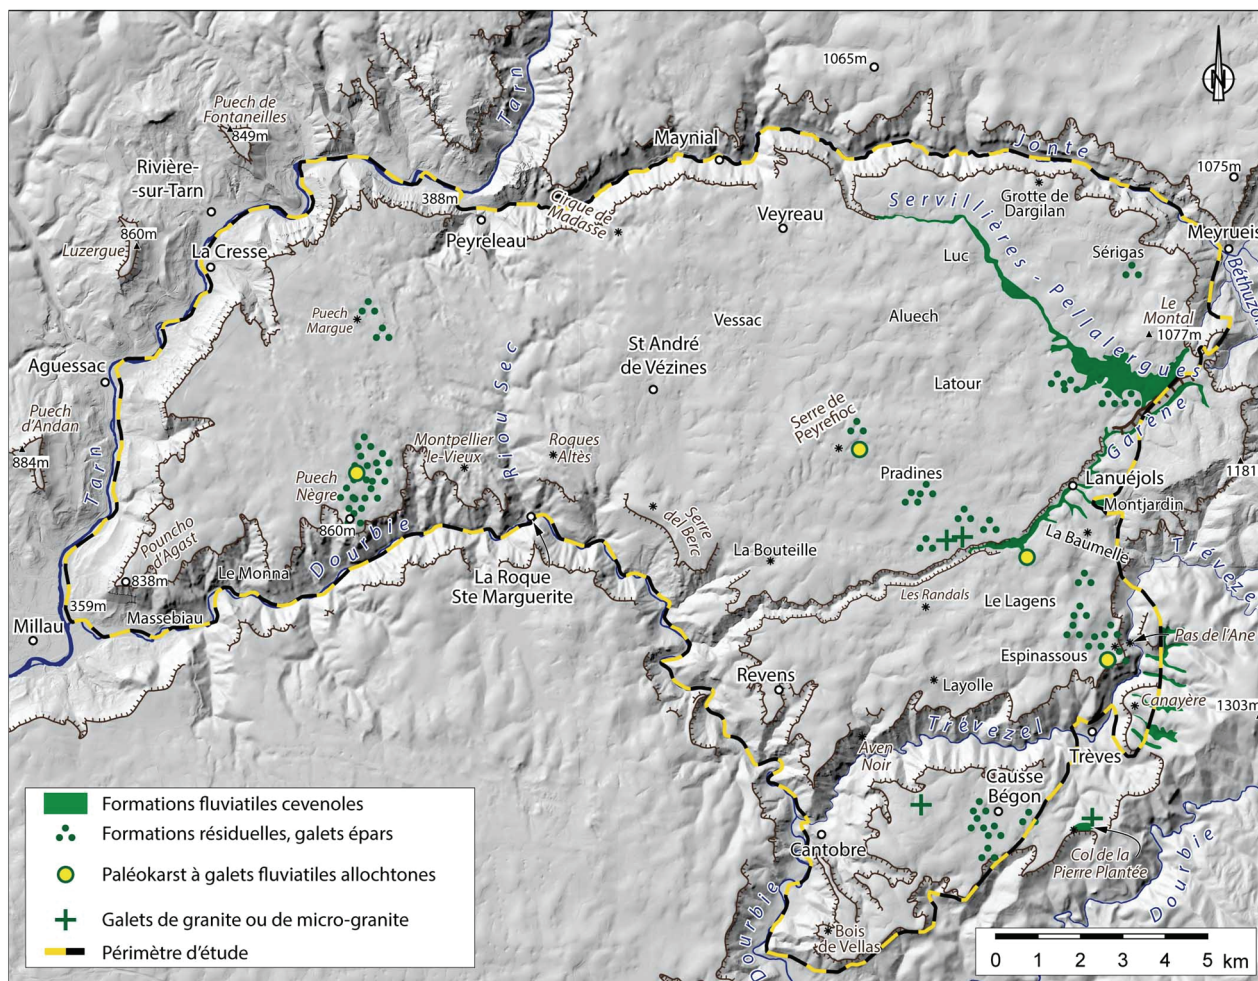 1065m
N
Tarn
Puech de
Fontaneilles
849m
Maynial
Jonte
Rivière-
-sur-Tarn
1075m
388m
Cirque de
Madasse
Grotte de
Dargilan
Servillières - Pellalergues
Veyreau
Peyreleau
Meyrueis
860m
Luzergue
La Cresse
Luc
Sérigas
Béthuzon
Puech
Margue
Vessac
Aluech
Le
Montal
1077m
St André
de Vézines
Riou Sec
Aguessac
Latour
Puech
d'Andan
Serre de
Peyrefioc
Garène
884m
Tarn
Montpellier
-le-Vieux
Roques
Altès
1181
Puech
Nègre
Pradines
Lanuéjols
Montjardin
860m
Dourbie
Serre
del Berc
La Baumelle
Pouncho
d'Agast
838m
Le Monna
La Bouteille
Trévezel
La Roque
Ste Marguerite
359m
Massebiau
Les Randals
Le Lagens
Millau
Pas de l'Ane
Espinassous
Revens
Layolle
Canayère
1303m
Trévezel
Aven
Noir
Trèves
Causse
Bégon
Cantobre
Col de la
Pierre Plantée
Dourbie
Dourbie
Bois
de Vellas
Formations fluviatiles cevenoles
Formations résiduelles, galets épars
Paléokarst à galets fluviatiles allochtones
Galets de granite ou de micro-granite
Périmètre d'étude
0 1 2 3 4 5 km